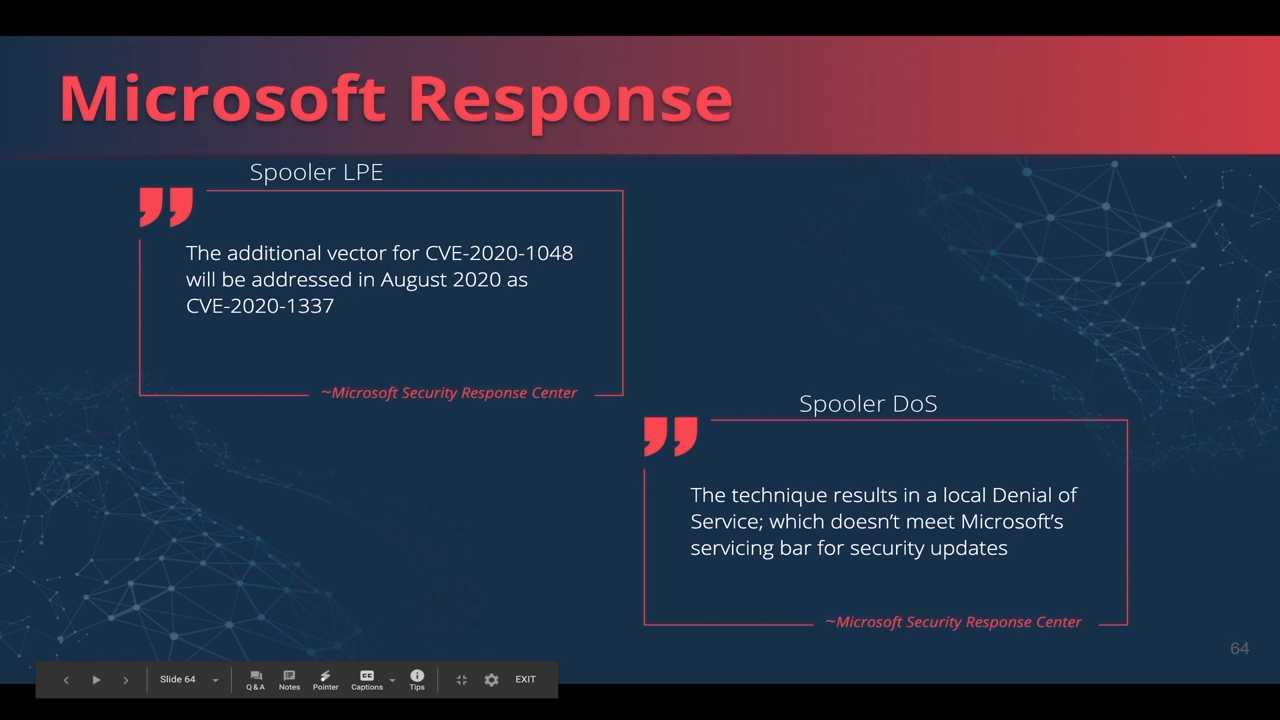 Microsoft Response
Spooler LPE
The additional vector for CVE-2020-1048
will be addressed in August 2020 as
CVE-2020-1337
~Microsoft Security Response Center
Spooler DoS
The technique results in a local Denial of
Service; which doesn’t meet Microsoft’s
servicing bar for security updates
~Microsoft Security Response Center
64
Slide 64 Q & A Notes Pointer CC Captions Tips EXIT